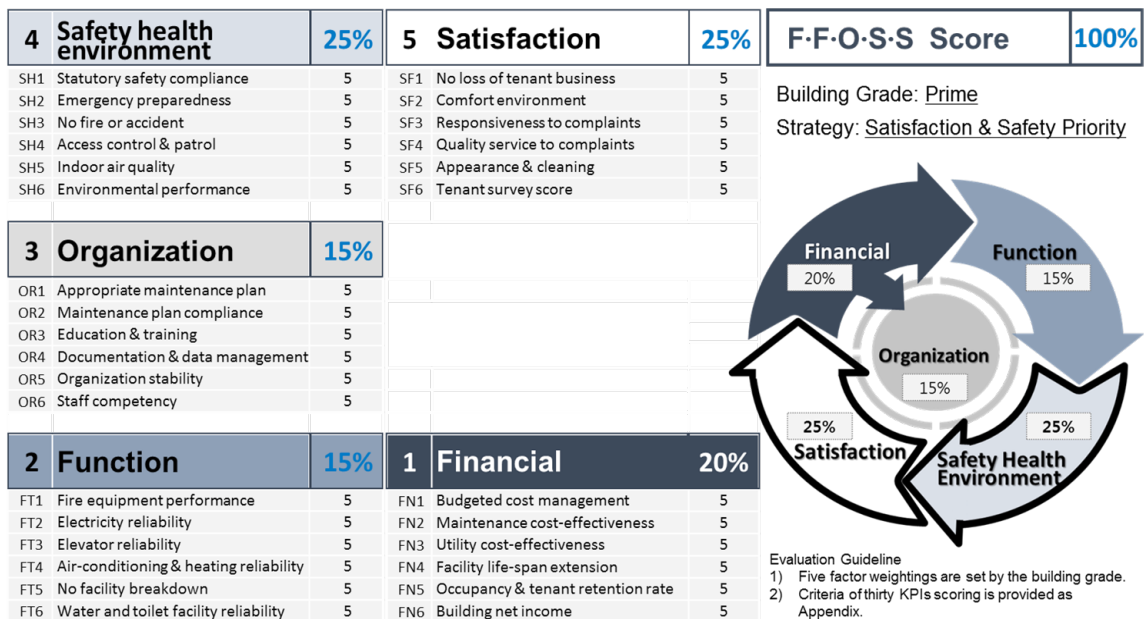 4 Safety health environment 25%
SH1 Statutory safety compliance 5
SH2 Emergency preparedness 5
SH3 No fire or accident 5
SH4 Access control & patrol 5
SH5 Indoor air quality 5
SH6 Environmental performance 5
5 Satisfaction 25%
SF1 No loss of tenant business 5
SF2 Comfort environment 5
SF3 Responsiveness to complaints 5
SF4 Quality service to complaints 5
SF5 Appearance & cleaning 5
SF6 Tenant survey score 5
3 Organization 15%
OR1 Appropriate maintenance plan 5
OR2 Maintenance plan compliance 5
OR3 Education & training 5
OR4 Documentation & data management 5
OR5 Organization stability 5
OR6 Staff competency 5
2 Function 15%
FT1 Fire equipment performance 5
FT2 Electricity reliability 5
FT3 Elevator reliability 5
FT4 Air-conditioning & heating reliability 5
FT5 No facility breakdown 5
FT6 Water and toilet facility reliability 5
1 Financial 20%
FN1 Budgeted cost management 5
FN2 Maintenance cost-effectiveness 5
FN3 Utility cost-effectiveness 5
FN4 Facility life-span extension 5
FN5 Occupancy & tenant retention rate 5
FN6 Building net income 5
F·F·O·S·S Score 100%
Building Grade: Prime
Strategy: Satisfaction & Safety Priority
Financial
20%
Function
15%
Organization
15%
25%
Satisfaction
25%
Safety Health
Environment
Evaluation Guideline
1) Five factor weightings are set by the building grade.
2) Criteria of thirty KPIs scoring is provided as
Appendix.